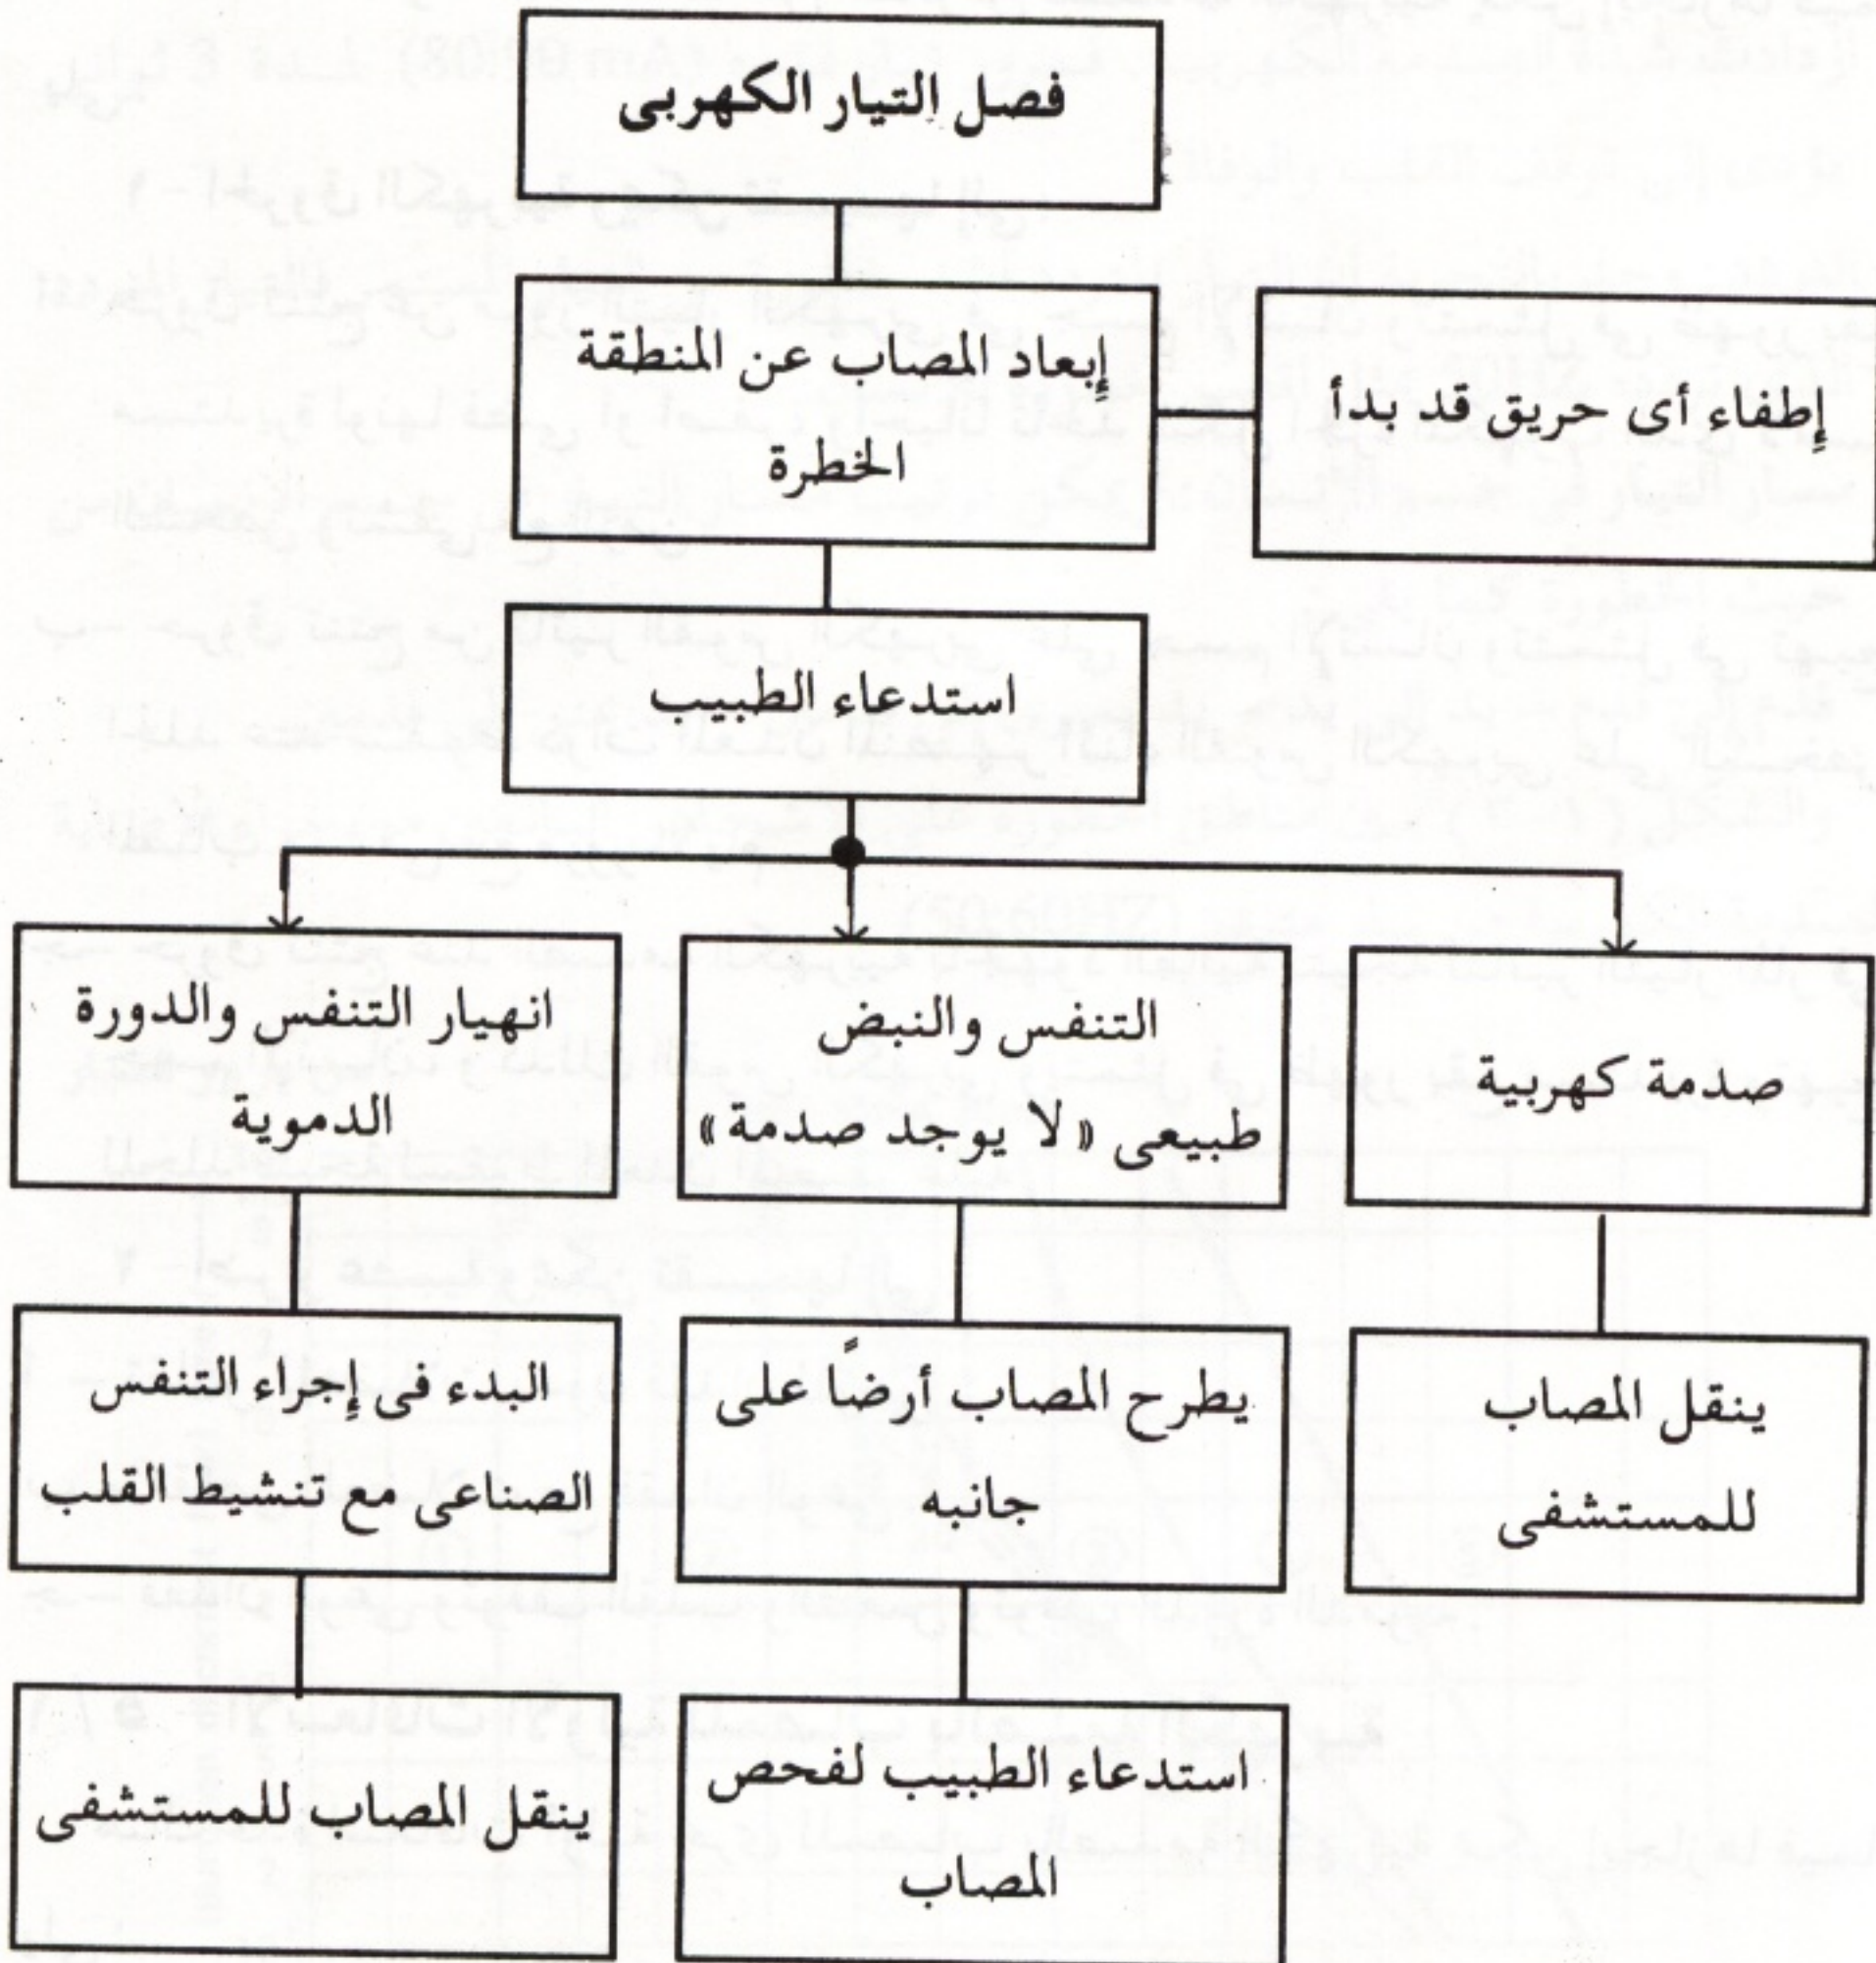 فصل التيار الكهربى
إبعاد المصاب عن المنطقة
الخطرة
إطفاء أى حريق قد بدأ
استدعاء الطبيب
صدمة كهربية
ينقل المصاب
للمستشفى
التنفس والنبض
طبيعى «لا يوجد صدمة»
يطرح المصاب أرضاً على
جانبه
استدعاء الطبيب لفحص
المصاب
انهيار التنفس والدورة
الدموية
البدء فى إجراء التنفس
الصناعى مع تنشيط القلب
ينقل المصاب للمستشفى